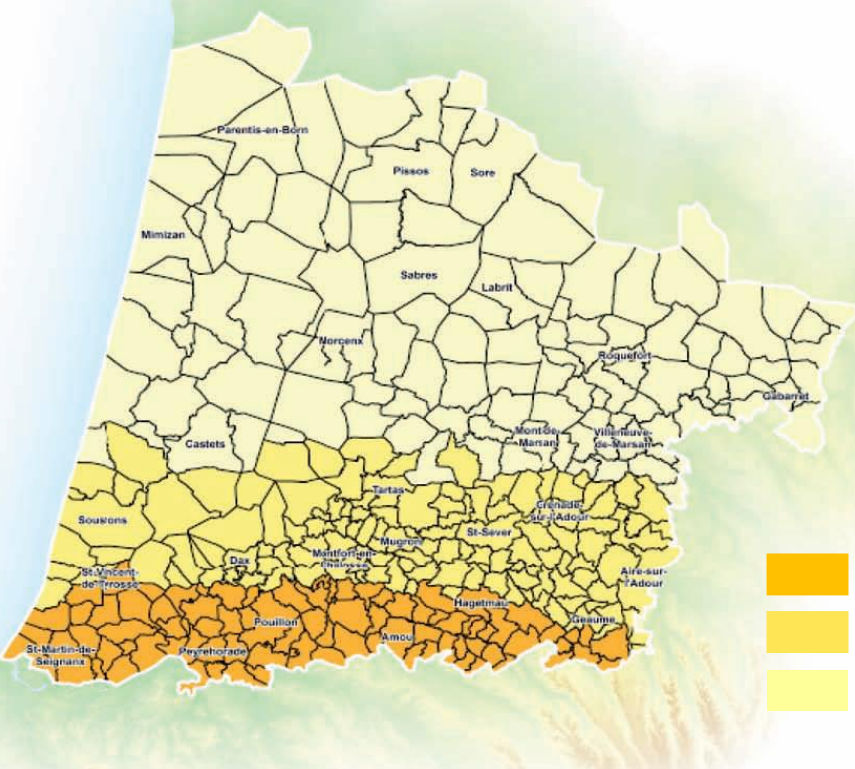 Parentis-en-Born
Pissos
Sore
Mimizan
Sabres
Labrit
Morcenx
Roquefort
Gabarret
Castets
Mont-de-
Marsan
Villeneuve-
de-Marsan
Tartas
Soustons
Grenade-
sur-l'Adour
St-Sever
Mugron
Montfort-en-
Chalosse
Dax
St-Vincent-
de-Tyrosse
Aire-sur-
l'Adour
Hagetmau
Geaune
Pouillon
Amou
St-Martin-de-
Seignanx
Peyrehorade